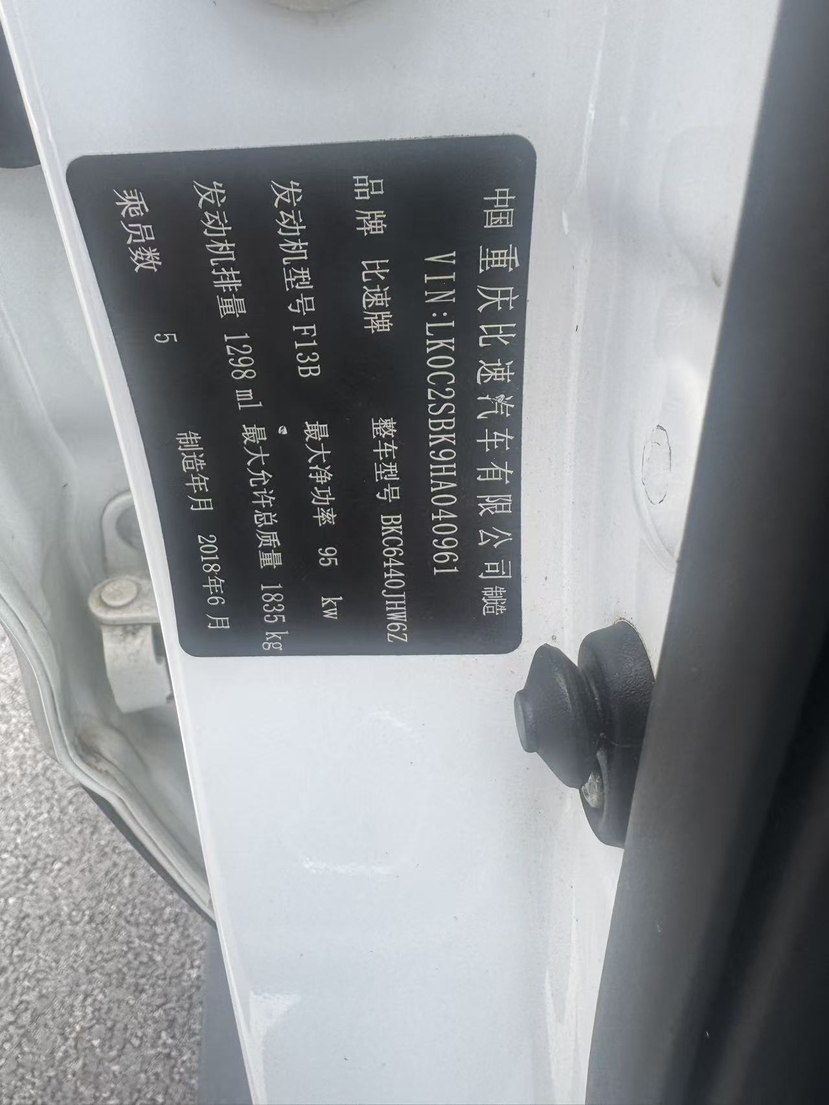 中国 重庆比速汽车有限公司 制造
VIN:LK0C2SBK9HA040961
品牌 比速牌 整车型号 BKC6440JHW6Z
发动机型号 F13B 最大净功率 95 kw
发动机排量 1298 ml 最大允许总质量 1835 kg
乘员数 5 制造年月 2018年6月